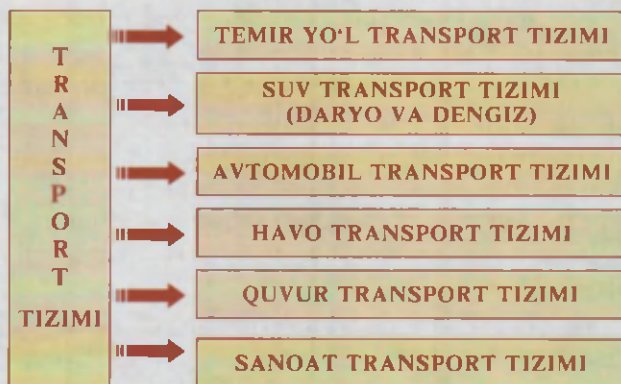 TRANSPORT
TIZIMI
TEMIR YO‘L TRANSPORT TIZIMI
SUV TRANSPORT TIZIMI
(DARYO VA DENGIZ)
AVTOMOBIL TRANSPORT TIZIMI
HAVO TRANSPORT TIZIMI
QUVUR TRANSPORT TIZIMI
SANOAT TRANSPORT TIZIMI